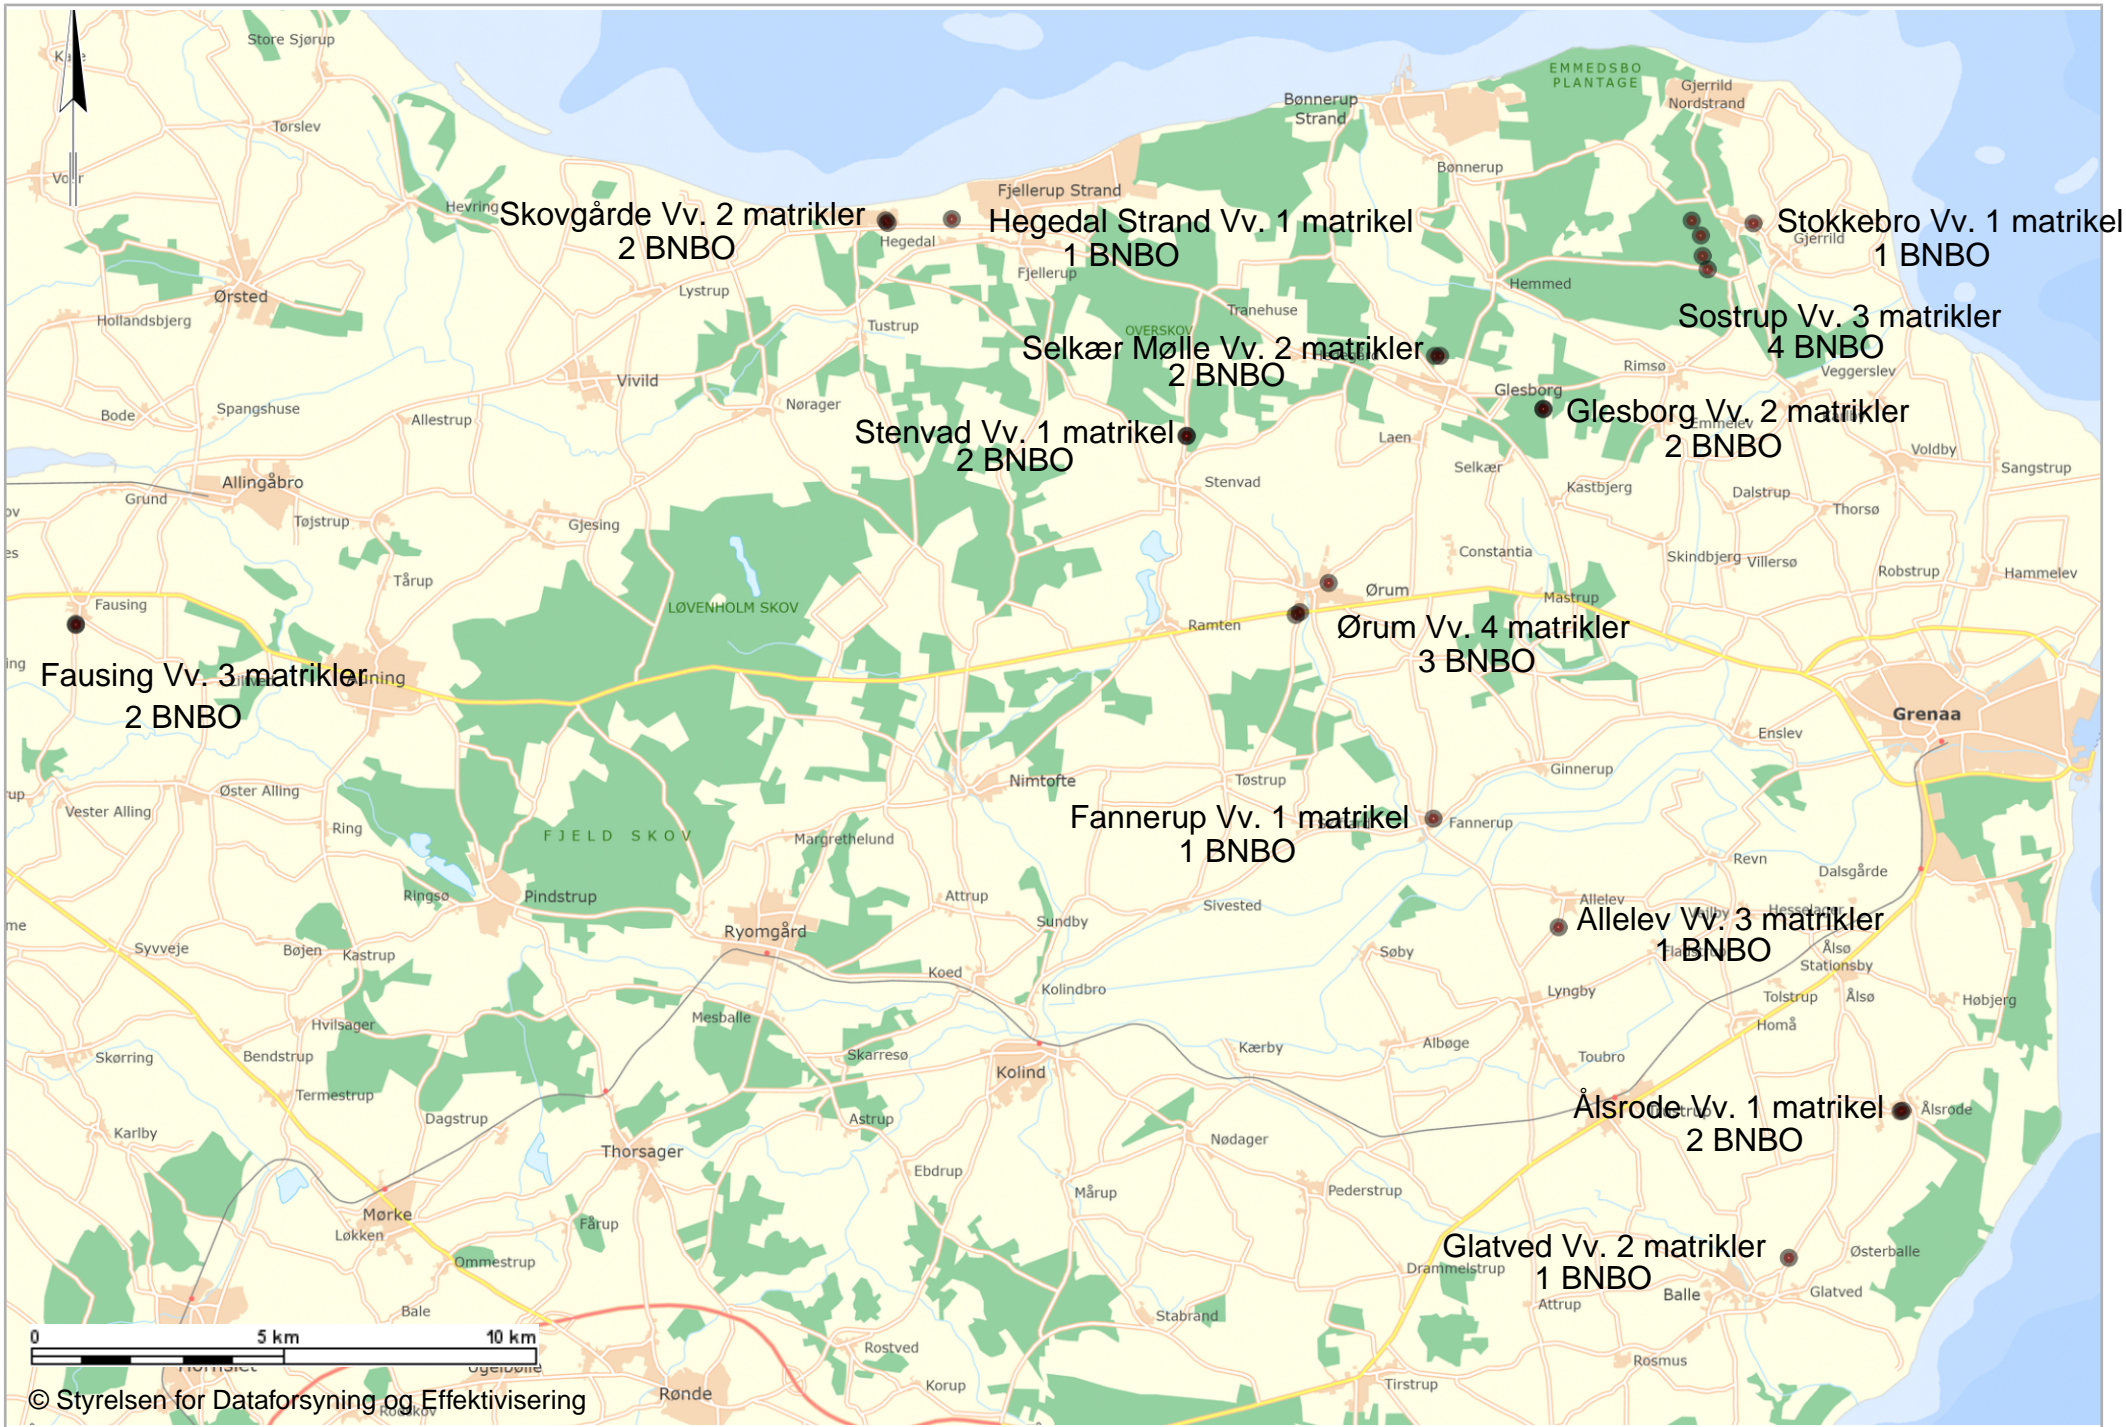 Store Sjørup
EMMEDSBO
PLANTAGE
Gjerrild
Nordstrand
Bønnerup
Strand
Tørslev
Bønnerup
Fjellerup Strand
Hevring
Skovgårde Vv. 2 matrikler
2 BNBO
Hegedal
Hegedal Strand Vv. 1 matrikel
1 BNBO
Stokkebro Vv. 1 matrikel
1 BNBO
Gjerrild
Fjellerup
Hemmed
Ørsted
Lystrup
Hollandsbjerg
Tustrup
Tranehuse
OVERSKOV
Sostrup Vv. 3 matrikler
4 BNBO
Selkær Mølle Vv. 2 matrikler
2 BNBO
Rimsø
Veggerslev
Vivild
Glesborg
Nørager
Spangshuse
Bode
Allestrup
Glesborg Vv. 2 matrikler
2 BNBO
Emmelev
Stenvad Vv. 1 matrikel
2 BNBO
Laen
Selkær
Voldby
Sangstrup
Allingåbro
Grund
Stenvad
Kastbjerg
Dalstrup
Thorsø
Tøjstrup
Gjesing
Constantia
Skindbjerg
Villersø
Robstrup
Hammelev
Tårup
Fausing
LØVENHOLM SKOV
Ørum
Mastrup
Ramten
Ørum Vv. 4 matrikler
3 BNBO
Fausing Vv. 3 matrikler
2 BNBO
Grenaa
Enslev
Ginnerup
Tøstrup
Nimtofte
Øster Alling
Vester Alling
Ring
FJELD SKOV
Margrethelund
Fannerup Vv. 1 matrikel
1 BNBO
Fannerup
Revn
Dalsgårde
Ringsø
Pindstrup
Attrup
Sundby
Sivested
Allelev
Vejlby
Hesselager
Allelev Vv. 3 matrikler
1 BNBO
Ryomgård
Syvveje
Bøjen
Kastrup
Søby
Ålsø
Stationsby
Koed
Kolindbro
Lyngby
Tolstrup
Ålsø
Høbjerg
Homå
Mesballe
Hvilsager
Skørring
Bendstrup
Skarresø
Kærby
Albøge
Toubro
Kolind
Termestrup
Dagstrup
Astrup
Ålsrode Vv. 1 matrikel
2 BNBO
Ålsrode
Karlby
Thorsager
Nødager
Ebdrup
Mårup
Pederstrup
Mørke
Løkken
Fårup
Ommestrup
Glatved Vv. 2 matrikler
1 BNBO
Østerballe
Drammelstrup
Balle
Glatved
Attrup
Bale
Stabrand
0 5 km 10 km
Rostved
Rosmus
Korup
Rønde
Tirstrup
© Styrelsen for Dataforsyning og Effektivisering